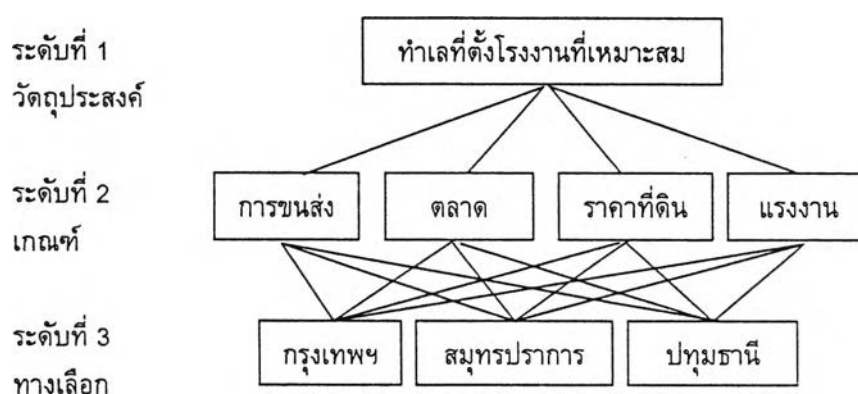 ระดับที่ 1
วัตถุประสงค์
ทำเลที่ตั้งโรงงานที่เหมาะสม
ระดับที่ 2
เกณฑ์
การขนส่ง
ตลาด
ราคาที่ดิน
แรงงาน
ระดับที่ 3
ทางเลือก
กรุงเทพฯ
สมุทรปราการ
ปทุมธานี